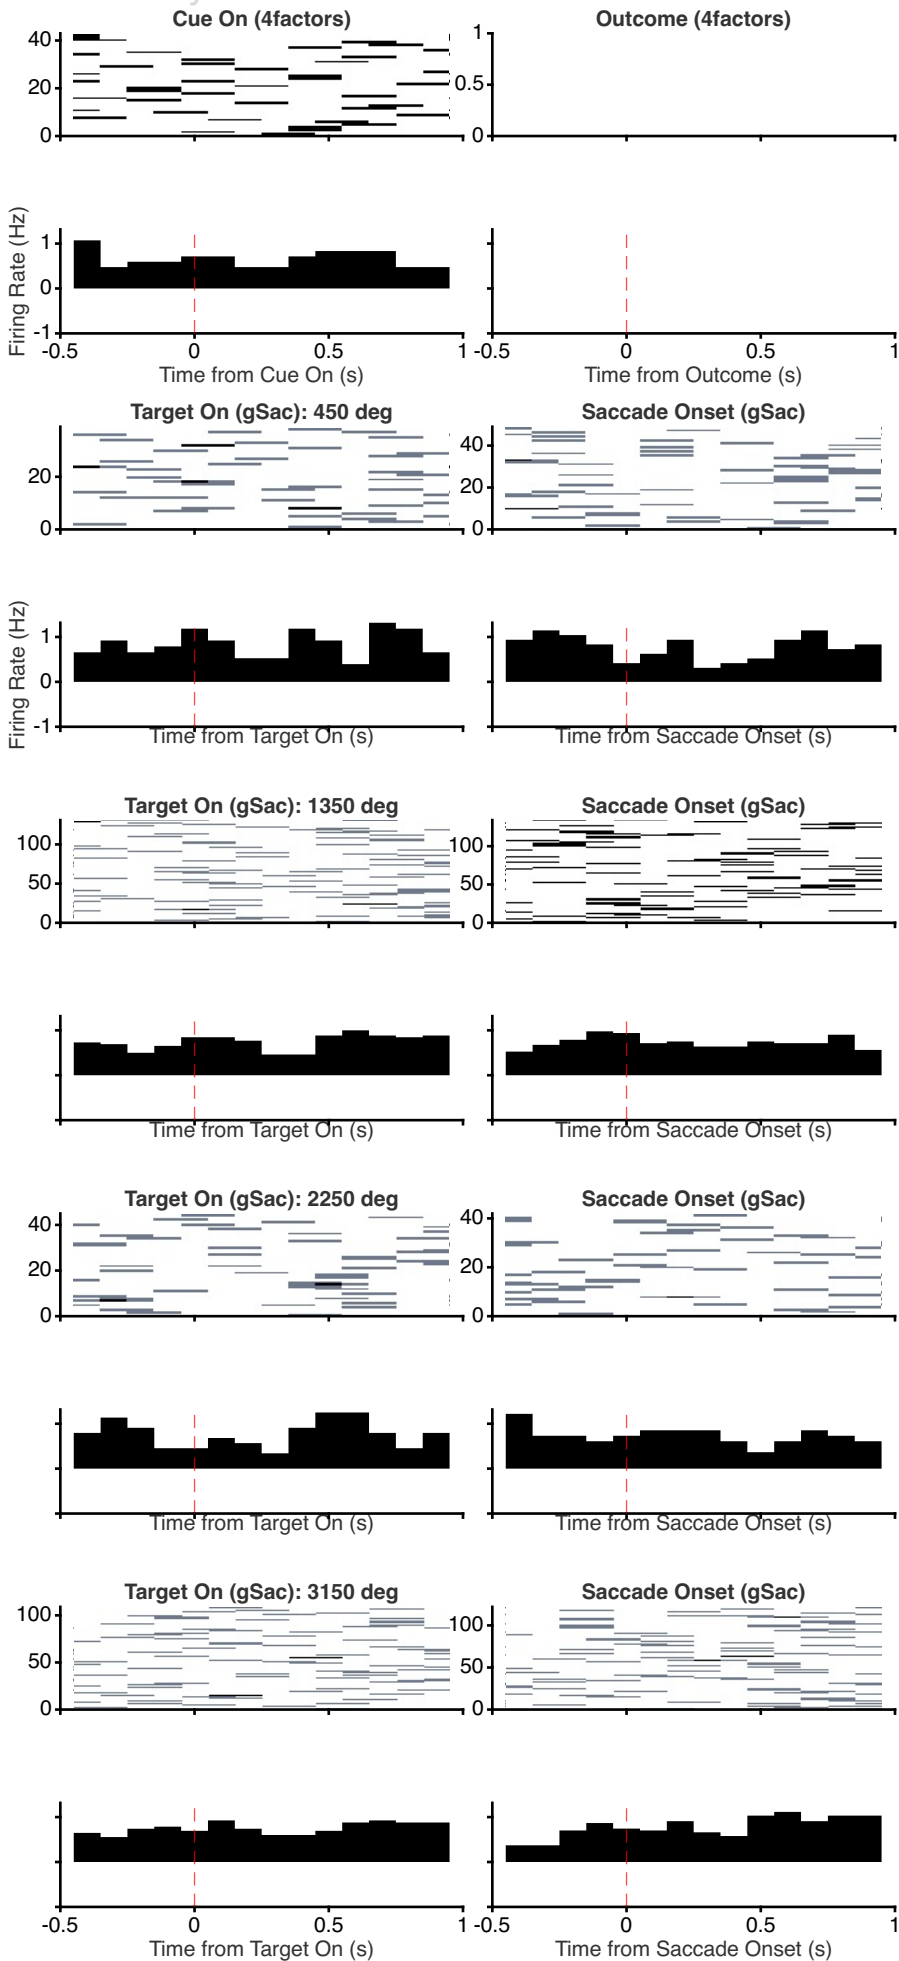 Cue On (4factors) Outcome (4factors)
40 1
20 0.5
0 0
Firing Rate (Hz)
1
0
-1
-0.5 0 0.5 1 -0.5 0 0.5 1
Time from Cue On (s) Time from Outcome (s)
Target On (gSac): 450 deg Saccade Onset (gSac)
40
20 20
0 0
Firing Rate (Hz)
1
0
-1
Time from Target On (s) Time from Saccade Onset (s)
Target On (gSac): 1350 deg Saccade Onset (gSac)
100 100
50 50
0 0
Time from Target On (s) Time from Saccade Onset (s)
Target On (gSac): 2250 deg Saccade Onset (gSac)
40 40
20 20
0 0
Time from Target On (s) Time from Saccade Onset (s)
Target On (gSac): 3150 deg Saccade Onset (gSac)
100 100
50 50
0 0
-0.5 0 0.5 1 -0.5 0 0.5 1
Time from Target On (s) Time from Saccade Onset (s)